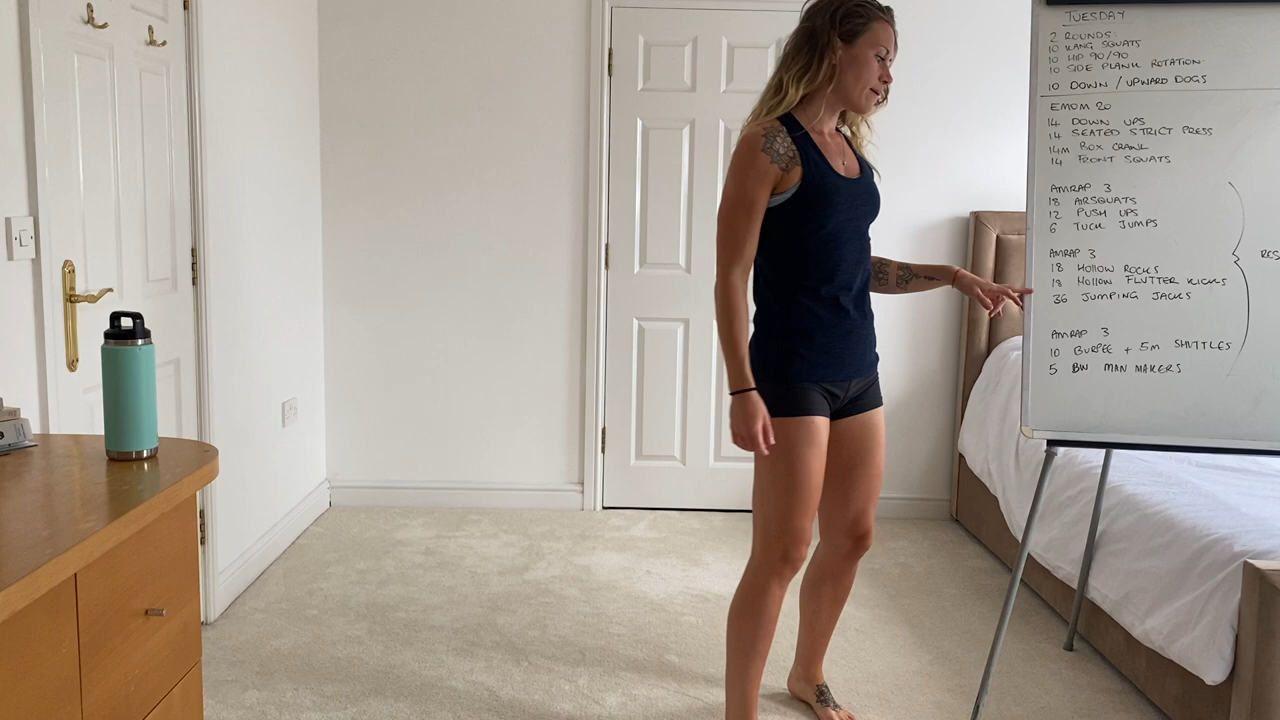 TUESDAY
2 ROUNDS:
10 KANG SQUATS
10 HIP 90/90
10 SIDE PLANK ROTATION
10 DOWN / UPWARD DOGS
EMOM 20
14 DOWN UPS
14 SEATED STRICT PRESS
14M BOX CRAWL
14 FRONT SQUATS
AMRAP 3
18 AIRSQUATS
12 PUSH UPS
6 TUCK JUMPS
AMRAP 3
18 HOLLOW ROCKS
18 HOLLOW FLUTTER KICKS
36 JUMPING JACKS
AMRAP 3
10 BURPEE + 5M SHUTTLES
5 BW MAN MAKERS